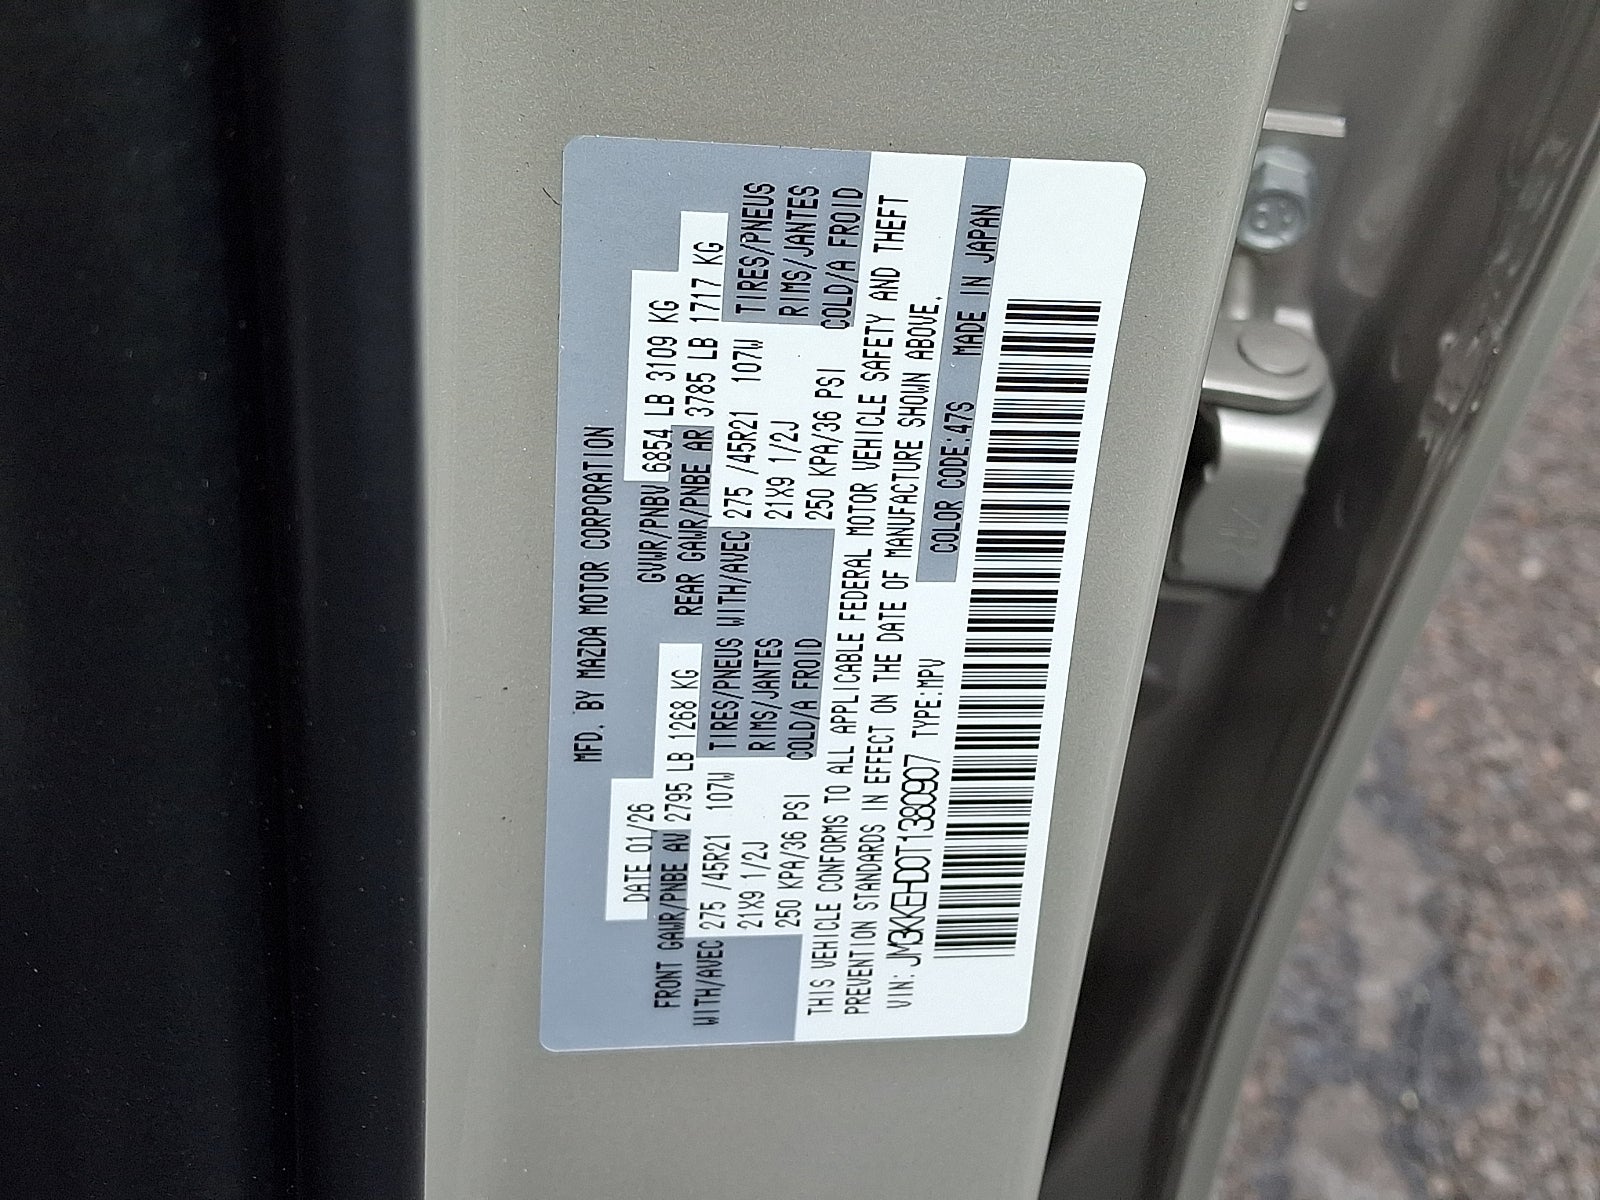 MFD. BY MAZDA MOTOR CORPORATION
DATE 01/26 GVWR/PNBV 6854 LB 3109 KG
FRONT GAWR/PNBE AV 2795 LB 1268 KG REAR GAWR/PNBE AR 3785 LB 1717 KG
WITH/AVEC 275 /45R21 107W TIRES/PNEUS WITH/AVEC 275 /45R21 107W TIRES/PNEUS
21X9 1/2J RIMS/JANTES 21X9 1/2J RIMS/JANTES
250 KPA/36 PSI COLD/A FROID 250 KPA/36 PSI COLD/A FROID
THIS VEHICLE CONFORMS TO ALL APPLICABLE FEDERAL MOTOR VEHICLE SAFETY AND THEFT
PREVENTION STANDARDS IN EFFECT ON THE DATE OF MANUFACTURE SHOWN ABOVE.
VIN: JM3KKEHD0T1380907 TYPE:MPV COLOR CODE:47S MADE IN JAPAN